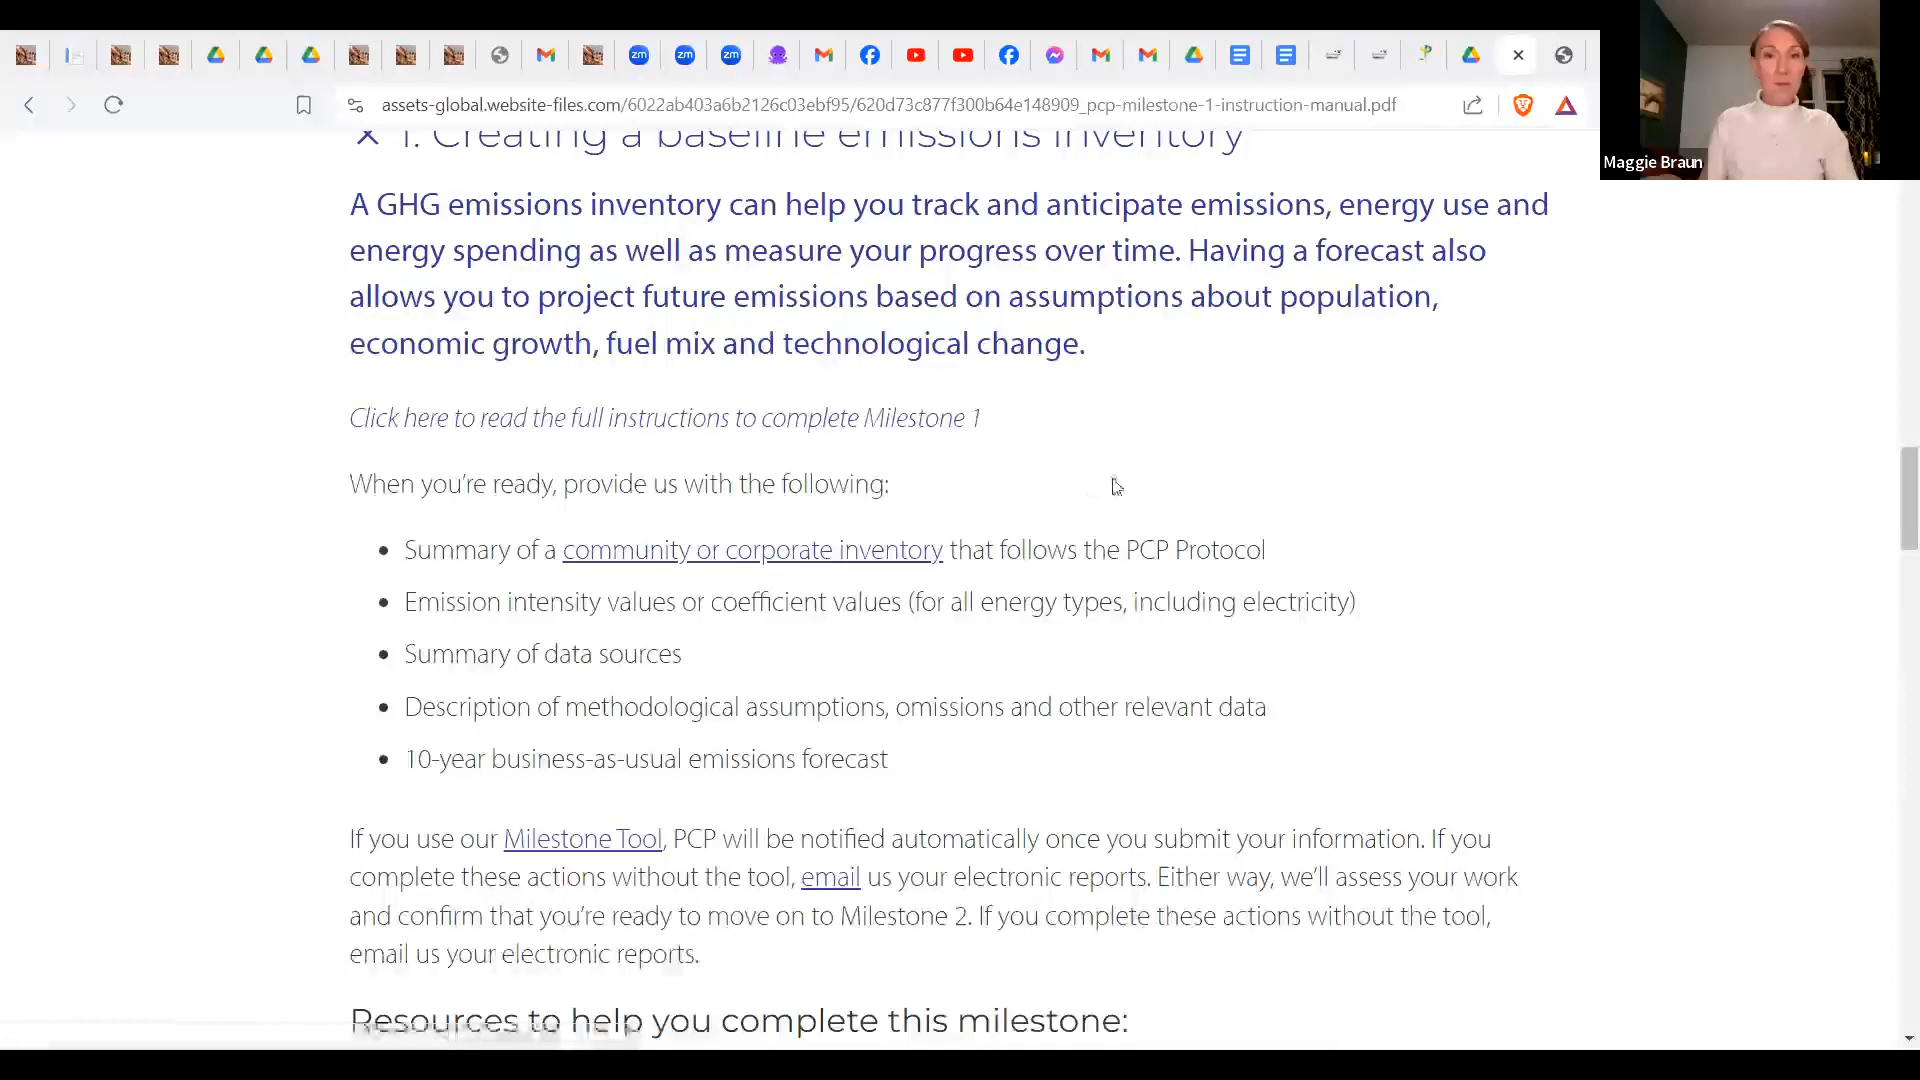 zm zm zm
assets-global.website-files.com/6022ab403a6b2126c03ebf95/620d73c877f300b64e148909_pcp-milestone-1-instruction-manual.pdf
Maggie Braun
1. Creating a baseline emissions inventory
A GHG emissions inventory can help you track and anticipate emissions, energy use and
energy spending as well as measure your progress over time. Having a forecast also
allows you to project future emissions based on assumptions about population,
economic growth, fuel mix and technological change.
Click here to read the full instructions to complete Milestone 1
When you’re ready, provide us with the following:
• Summary of a community or corporate inventory that follows the PCP Protocol
• Emission intensity values or coefficient values (for all energy types, including electricity)
• Summary of data sources
• Description of methodological assumptions, omissions and other relevant data
• 10-year business-as-usual emissions forecast
If you use our Milestone Tool, PCP will be notified automatically once you submit your information. If you
complete these actions without the tool, email us your electronic reports. Either way, we’ll assess your work
and confirm that you’re ready to move on to Milestone 2. If you complete these actions without the tool,
email us your electronic reports.
Resources to help you complete this milestone: